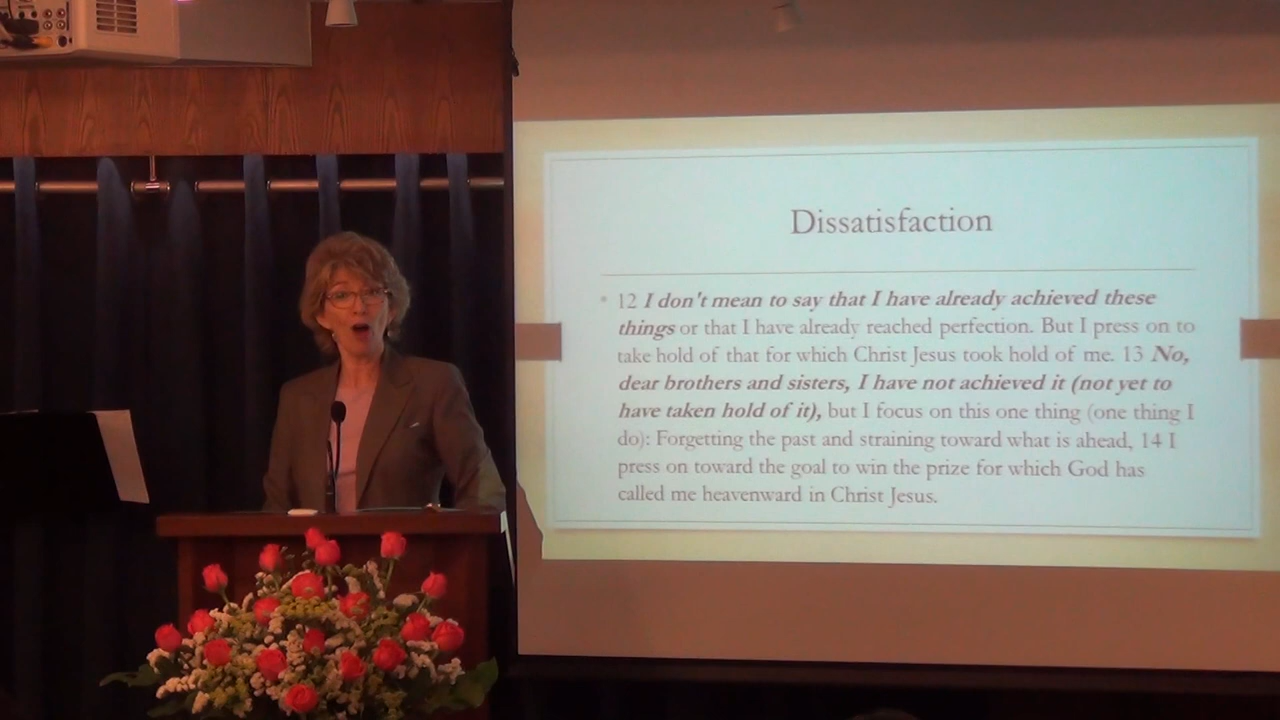 Dissatisfaction
• 12 I don't mean to say that I have already achieved these
things or that I have already reached perfection. But I press on to
take hold of that for which Christ Jesus took hold of me. 13 No,
dear brothers and sisters, I have not achieved it (not yet to
have taken hold of it), but I focus on this one thing (one thing I
do): Forgetting the past and straining toward what is ahead, 14 I
press on toward the goal to win the prize for which God has
called me heavenward in Christ Jesus.